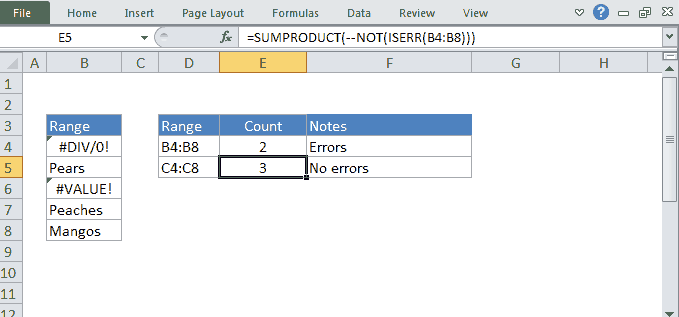 File Home Insert Page Layout Formulas Data Review View
E5 fx =SUMPRODUCT(--NOT(ISERR(B4:B8)))
A B C D E F G H
1
2
3 Range Range Count Notes
4 #DIV/0! B4:B8 2 Errors
5 Pears C4:C8 3 No errors
6 #VALUE!
7 Peaches
8 Mangos
9
10
11
12